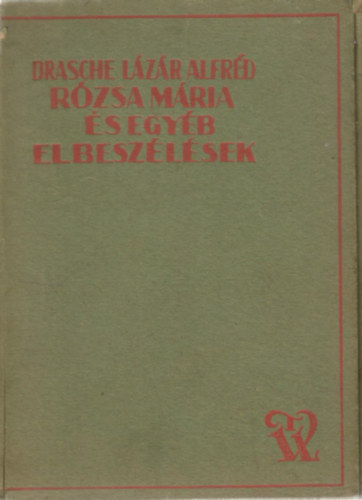 DRASCHE LÁZÁR ALFRÉD
RÓZSA MÁRIA
ÉS EGYÉB
ELBESZÉLÉSEK